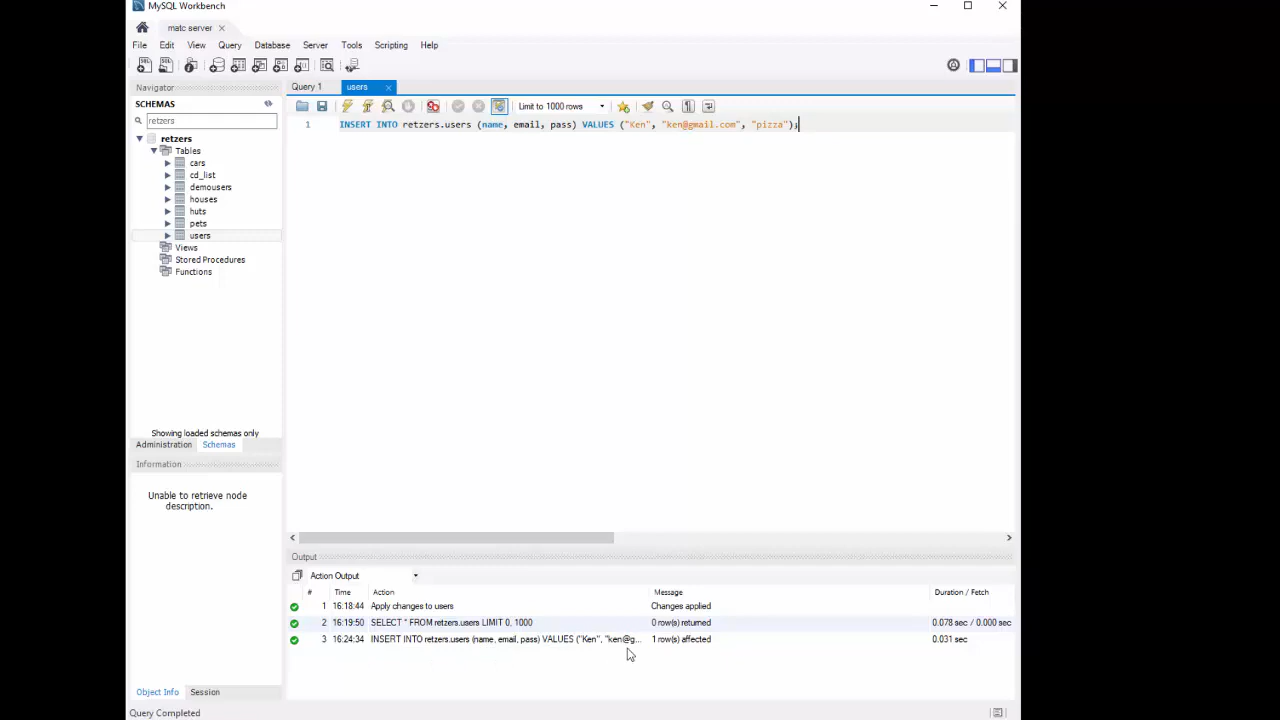 MySQL Workbench
matc server
File Edit View Query Database Server Tools Scripting Help
Navigator
SCHEMAS
retzers
retzers
Tables
cars
cd_list
demousers
houses
huts
pets
users
Views
Stored Procedures
Functions
Showing loaded schemas only
Administration Schemas
Information
Unable to retrieve node
description.
Object Info Session
Query Completed
Query 1 users
Limit to 1000 rows
1 INSERT INTO retzers.users (name, email, pass) VALUES ("Ken", "ken@gmail.com", "pizza");
Output
Action Output
# Time Action Message Duration / Fetch
1 16:18:44 Apply changes to users Changes applied
2 16:19:50 SELECT * FROM retzers.users LIMIT 0, 1000 0 row(s) returned 0.078 sec / 0.000 sec
3 16:24:34 INSERT INTO retzers.users (name, email, pass) VALUES ("Ken", "ken@g... 1 row(s) affected 0.031 sec